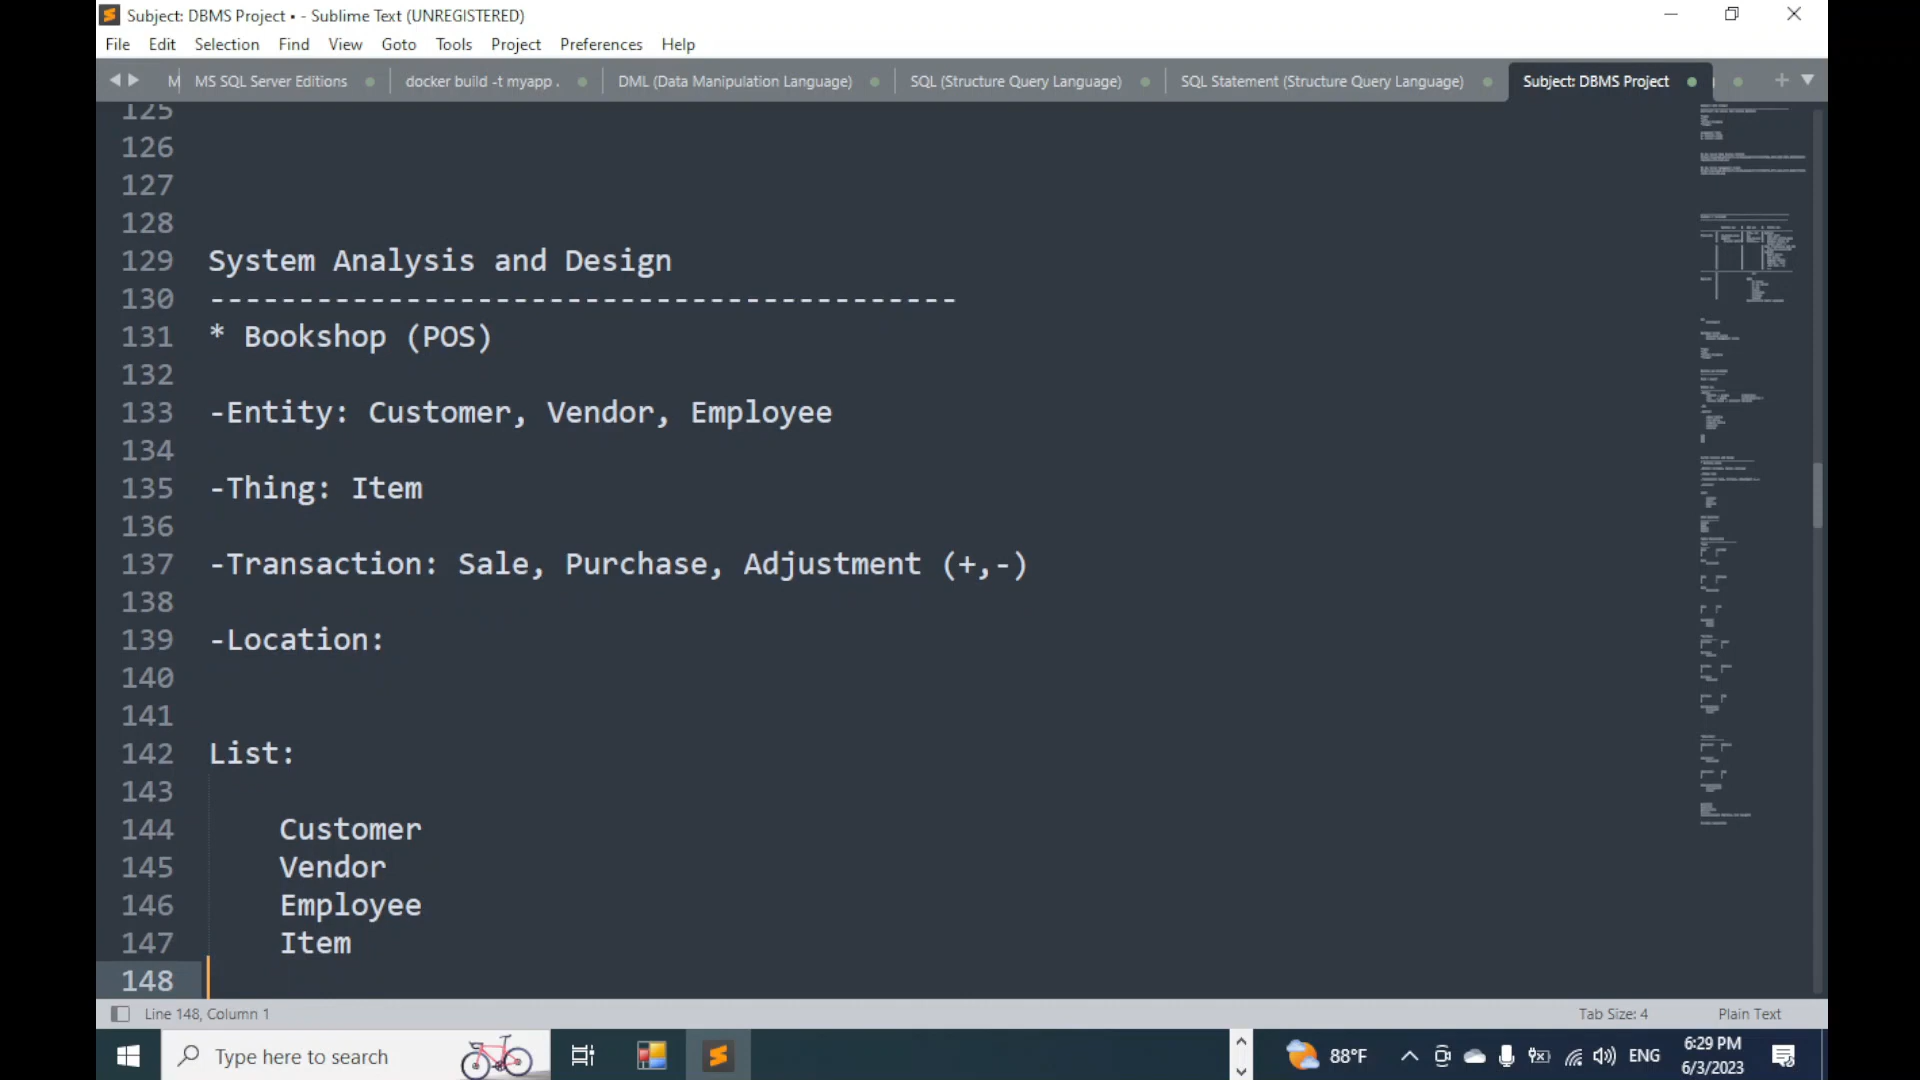 Subject: DBMS Project • - Sublime Text (UNREGISTERED)
File Edit Selection Find View Goto Tools Project Preferences Help
M MS SQL Server Editions docker build -t myapp . DML (Data Manipulation Language) SQL (Structure Query Language) SQL Statement (Structure Query Language) Subject: DBMS Project
125
126
127
128
129 System Analysis and Design
130 ------------------------------------------
131 * Bookshop (POS)
132
133 -Entity: Customer, Vendor, Employee
134
135 -Thing: Item
136
137 -Transaction: Sale, Purchase, Adjustment (+,-)
138
139 -Location:
140
141
142 List:
143
144 Customer
145 Vendor
146 Employee
147 Item
148
Line 148, Column 1 Tab Size: 4 Plain Text
Type here to search 88°F ENG 6:29 PM
6/3/2023